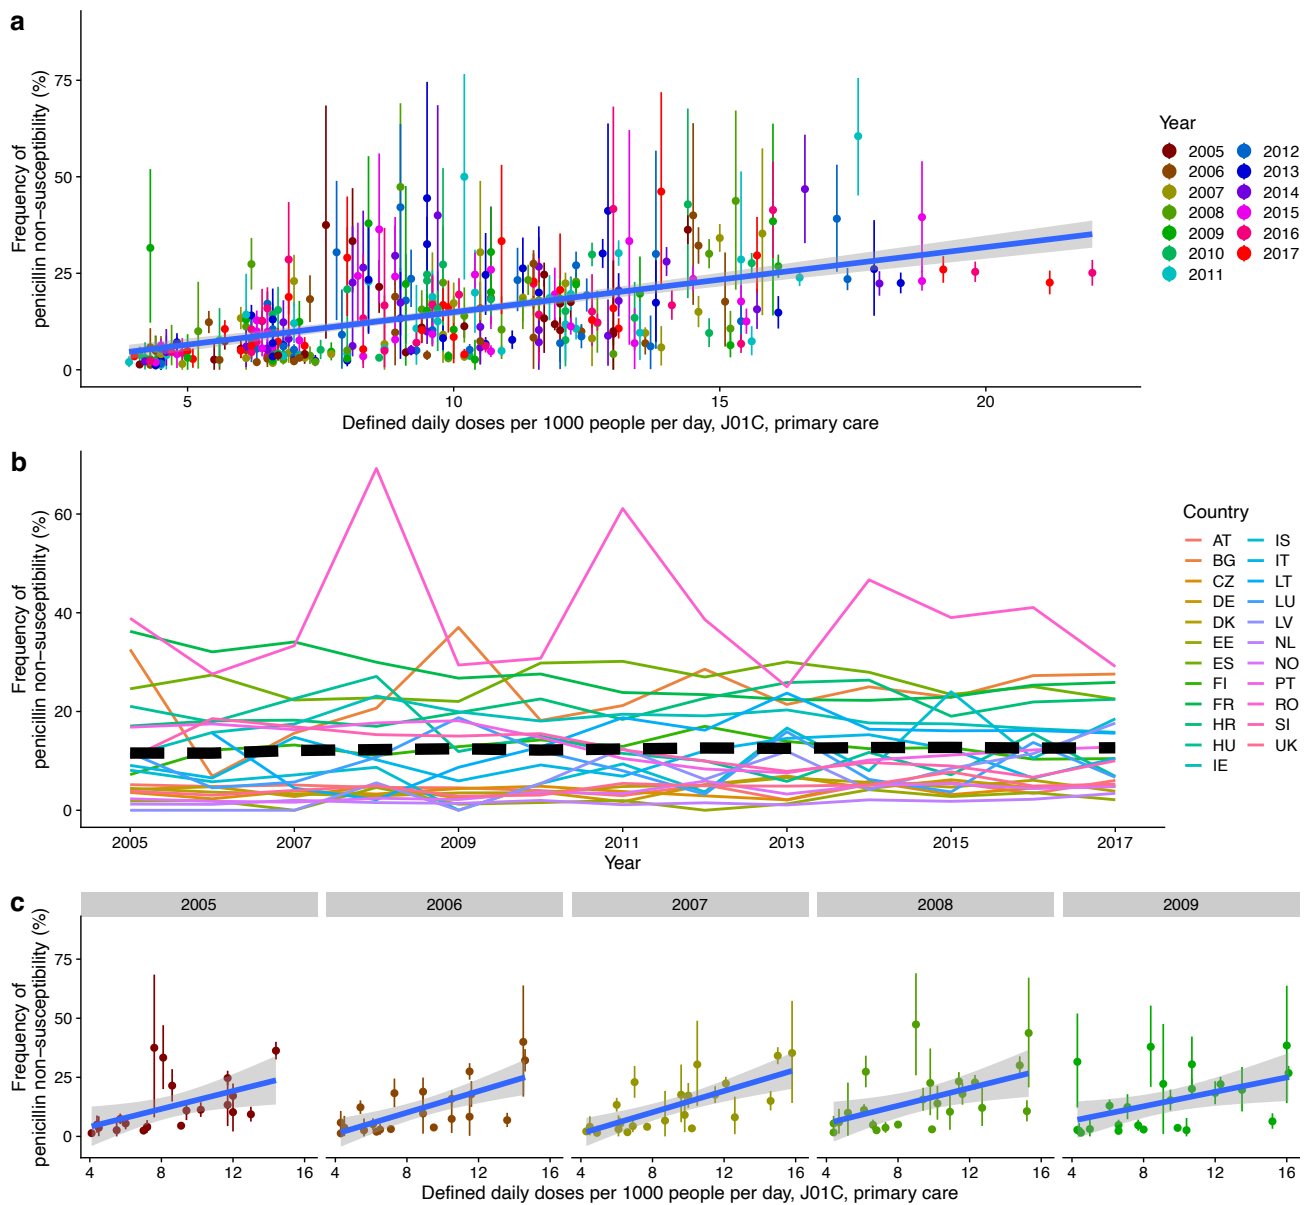 a
Frequency of
penicillin non−susceptibility (%)
75
50
25
0
5 10 15 20
Defined daily doses per 1000 people per day, J01C, primary care
Year
2005 2012
2006 2013
2007 2014
2008 2015
2009 2016
2010 2017
2011
b
Frequency of
penicillin non−susceptibility (%)
60
40
20
0
2005 2007 2009 2011 2013 2015 2017
Year
Country
AT IS
BG IT
CZ LT
DE LU
DK LV
EE NL
ES NO
FI PT
FR RO
HR SI
HU UK
IE
c
2005 2006 2007 2008 2009
Frequency of
penicillin non−susceptibility (%)
75
50
25
0
4 8 12 16 4 8 12 16 4 8 12 16 4 8 12 16 4 8 12 16
Defined daily doses per 1000 people per day, J01C, primary care